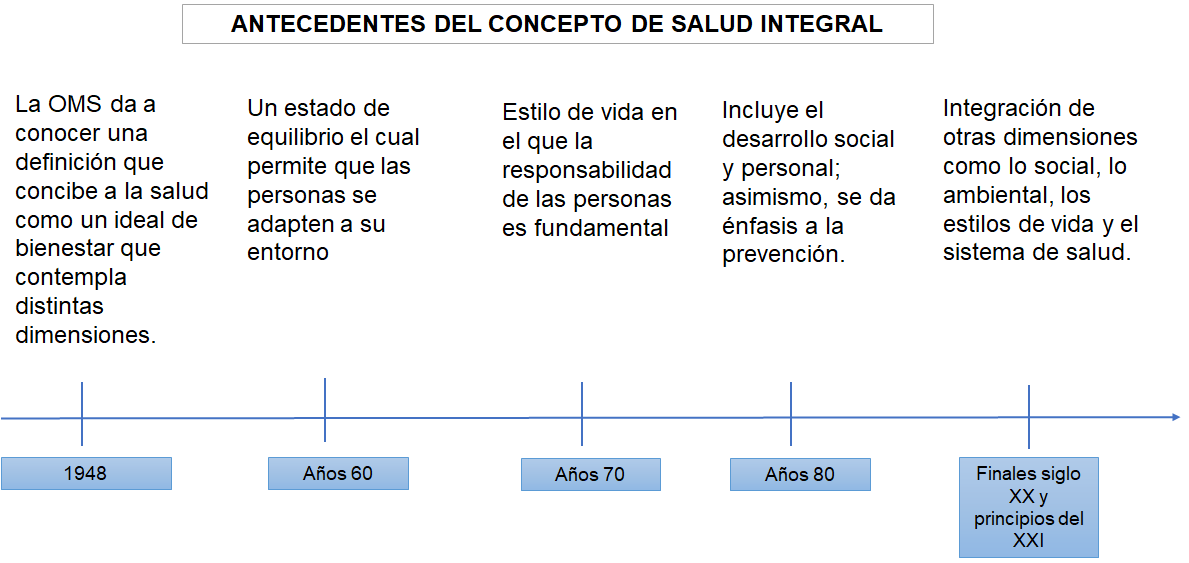 ANTECEDENTES DEL CONCEPTO DE SALUD INTEGRAL
La OMS da a
conocer una
definición que
concibe a la salud
como un ideal de
bienestar que
contempla
distintas
dimensiones.
Un estado de
equilibrio el cual
permite que las
personas se
adapten a su
entorno
Estilo de vida en
el que la
responsabilidad
de las personas
es fundamental
Incluye el
desarrollo social
y personal;
asimismo, se da
énfasis a la
prevención.
Integración de
otras dimensiones
como lo social, lo
ambiental, los
estilos de vida y el
sistema de salud.
1948
Años 60
Años 70
Años 80
Finales siglo
XX y
principios del
XXI